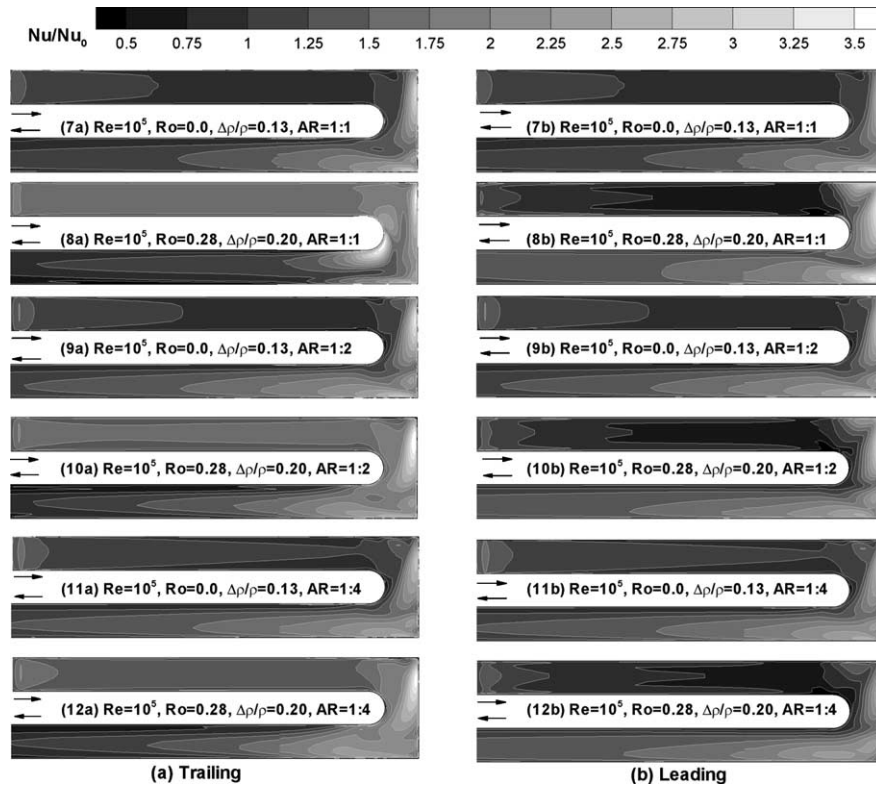 Nu/Nu₀
0.5 0.75 1 1.25 1.5 1.75 2 2.25 2.5 2.75 3 3.25 3.5
(7a) Re=10⁵, Ro=0.0, Δρ/ρ=0.13, AR=1:1
(7b) Re=10⁵, Ro=0.0, Δρ/ρ=0.13, AR=1:1
(8a) Re=10⁵, Ro=0.28, Δρ/ρ=0.20, AR=1:1
(8b) Re=10⁵, Ro=0.28, Δρ/ρ=0.20, AR=1:1
(9a) Re=10⁵, Ro=0.0, Δρ/ρ=0.13, AR=1:2
(9b) Re=10⁵, Ro=0.0, Δρ/ρ=0.13, AR=1:2
(10a) Re=10⁵, Ro=0.28, Δρ/ρ=0.20, AR=1:2
(10b) Re=10⁵, Ro=0.28, Δρ/ρ=0.20, AR=1:2
(11a) Re=10⁵, Ro=0.0, Δρ/ρ=0.13, AR=1:4
(11b) Re=10⁵, Ro=0.0, Δρ/ρ=0.13, AR=1:4
(12a) Re=10⁵, Ro=0.28, Δρ/ρ=0.20, AR=1:4
(12b) Re=10⁵, Ro=0.28, Δρ/ρ=0.20, AR=1:4
(a) Trailing
(b) Leading